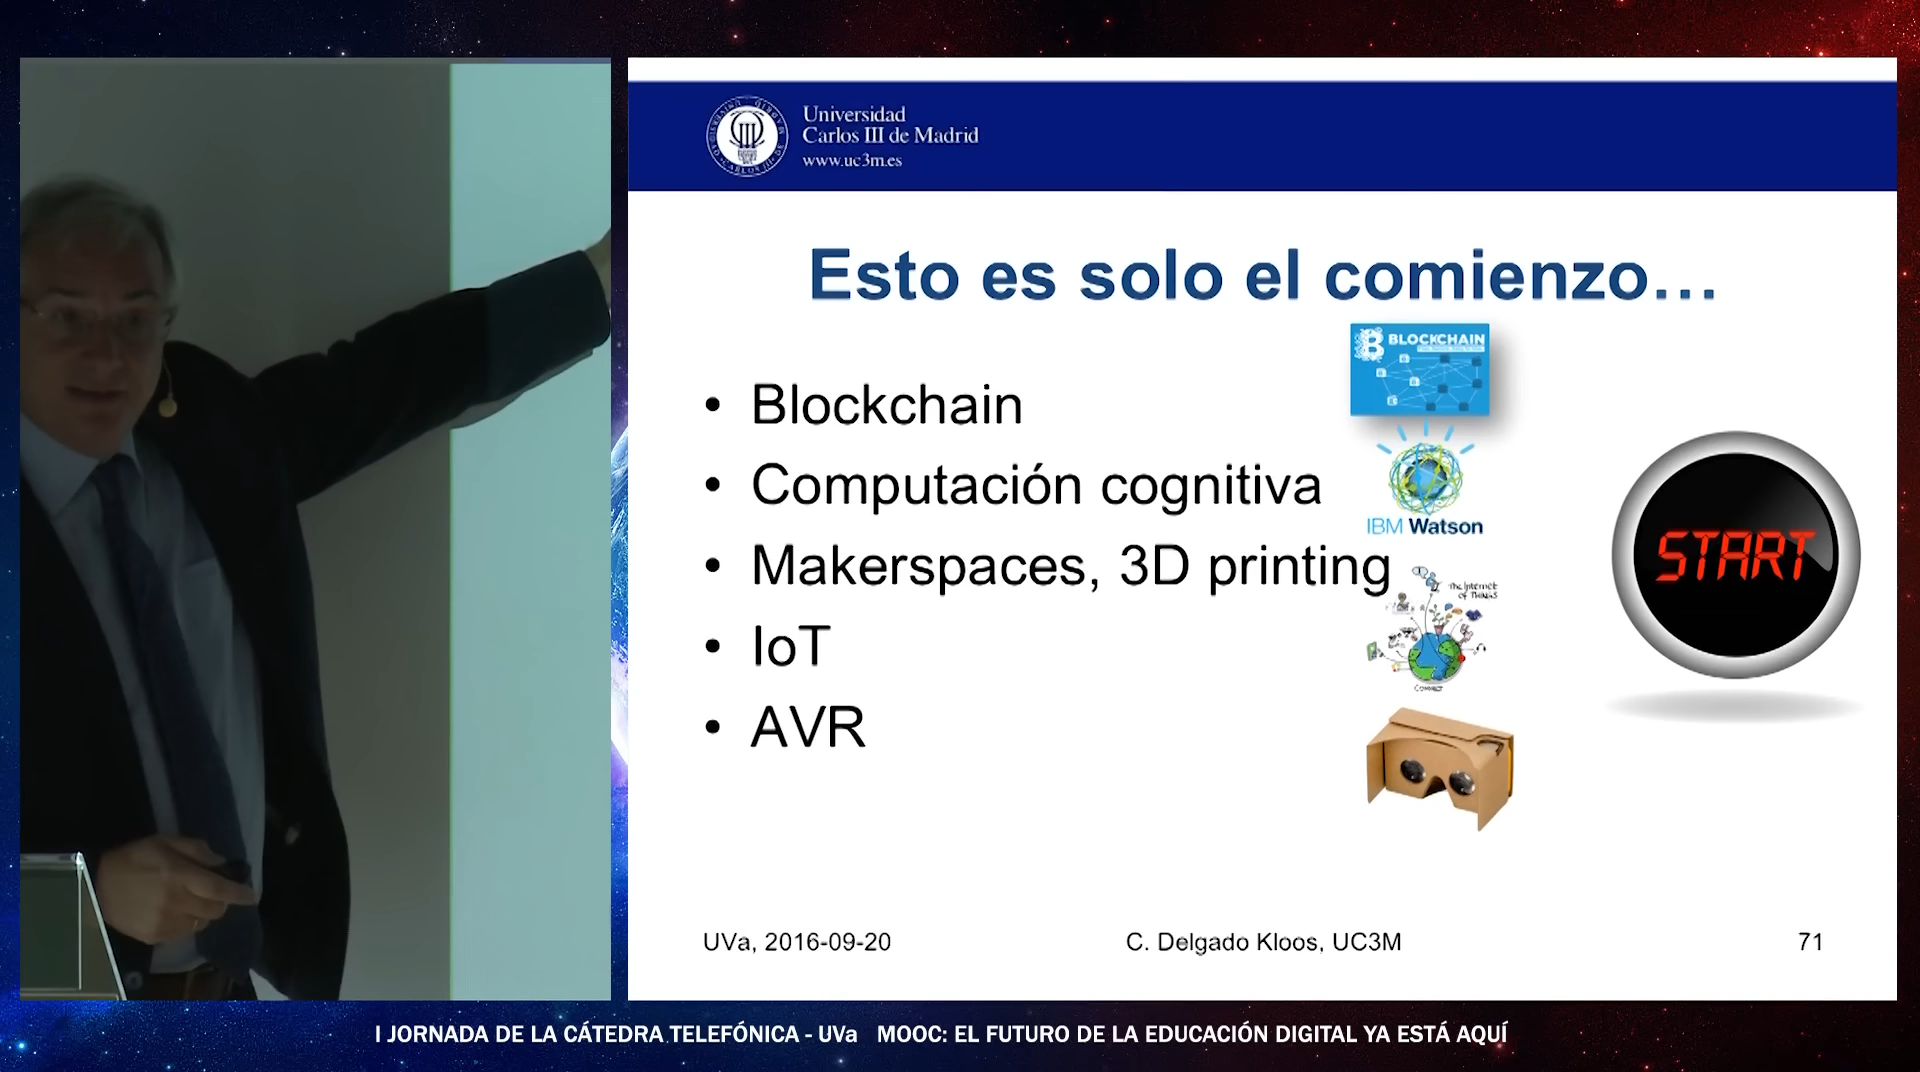 Universidad
Carlos III de Madrid
www.uc3m.es
Esto es solo el comienzo…
BLOCKCHAIN
• Blockchain
• Computación cognitiva
IBM Watson
• Makerspaces, 3D printing
The Internet
of THINGS
START
• IoT
CONNECT
• AVR
UVa, 2016-09-20
C. Delgado Kloos, UC3M
71
I JORNADA DE LA CÁTEDRA TELEFÓNICA - UVa MOOC: EL FUTURO DE LA EDUCACIÓN DIGITAL YA ESTÁ AQUÍ